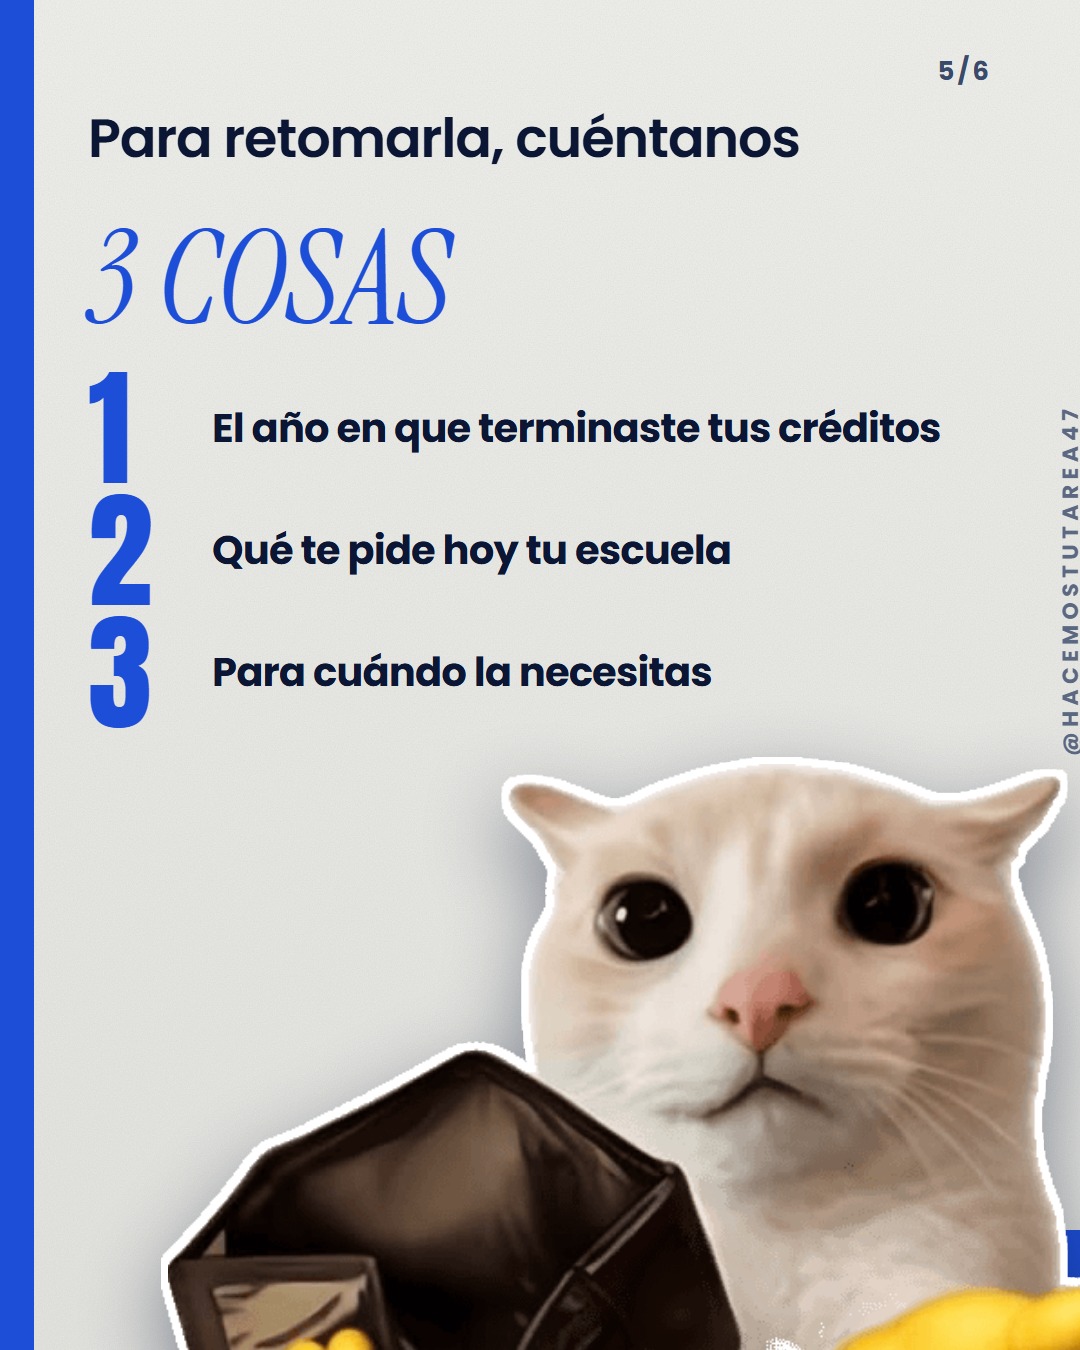 5/6
Para retomarla, cuéntanos
3 COSAS
1 El año en que terminaste tus créditos
2 Qué te pide hoy tu escuela
3 Para cuándo la necesitas
@HACEMOSTUTAREA47